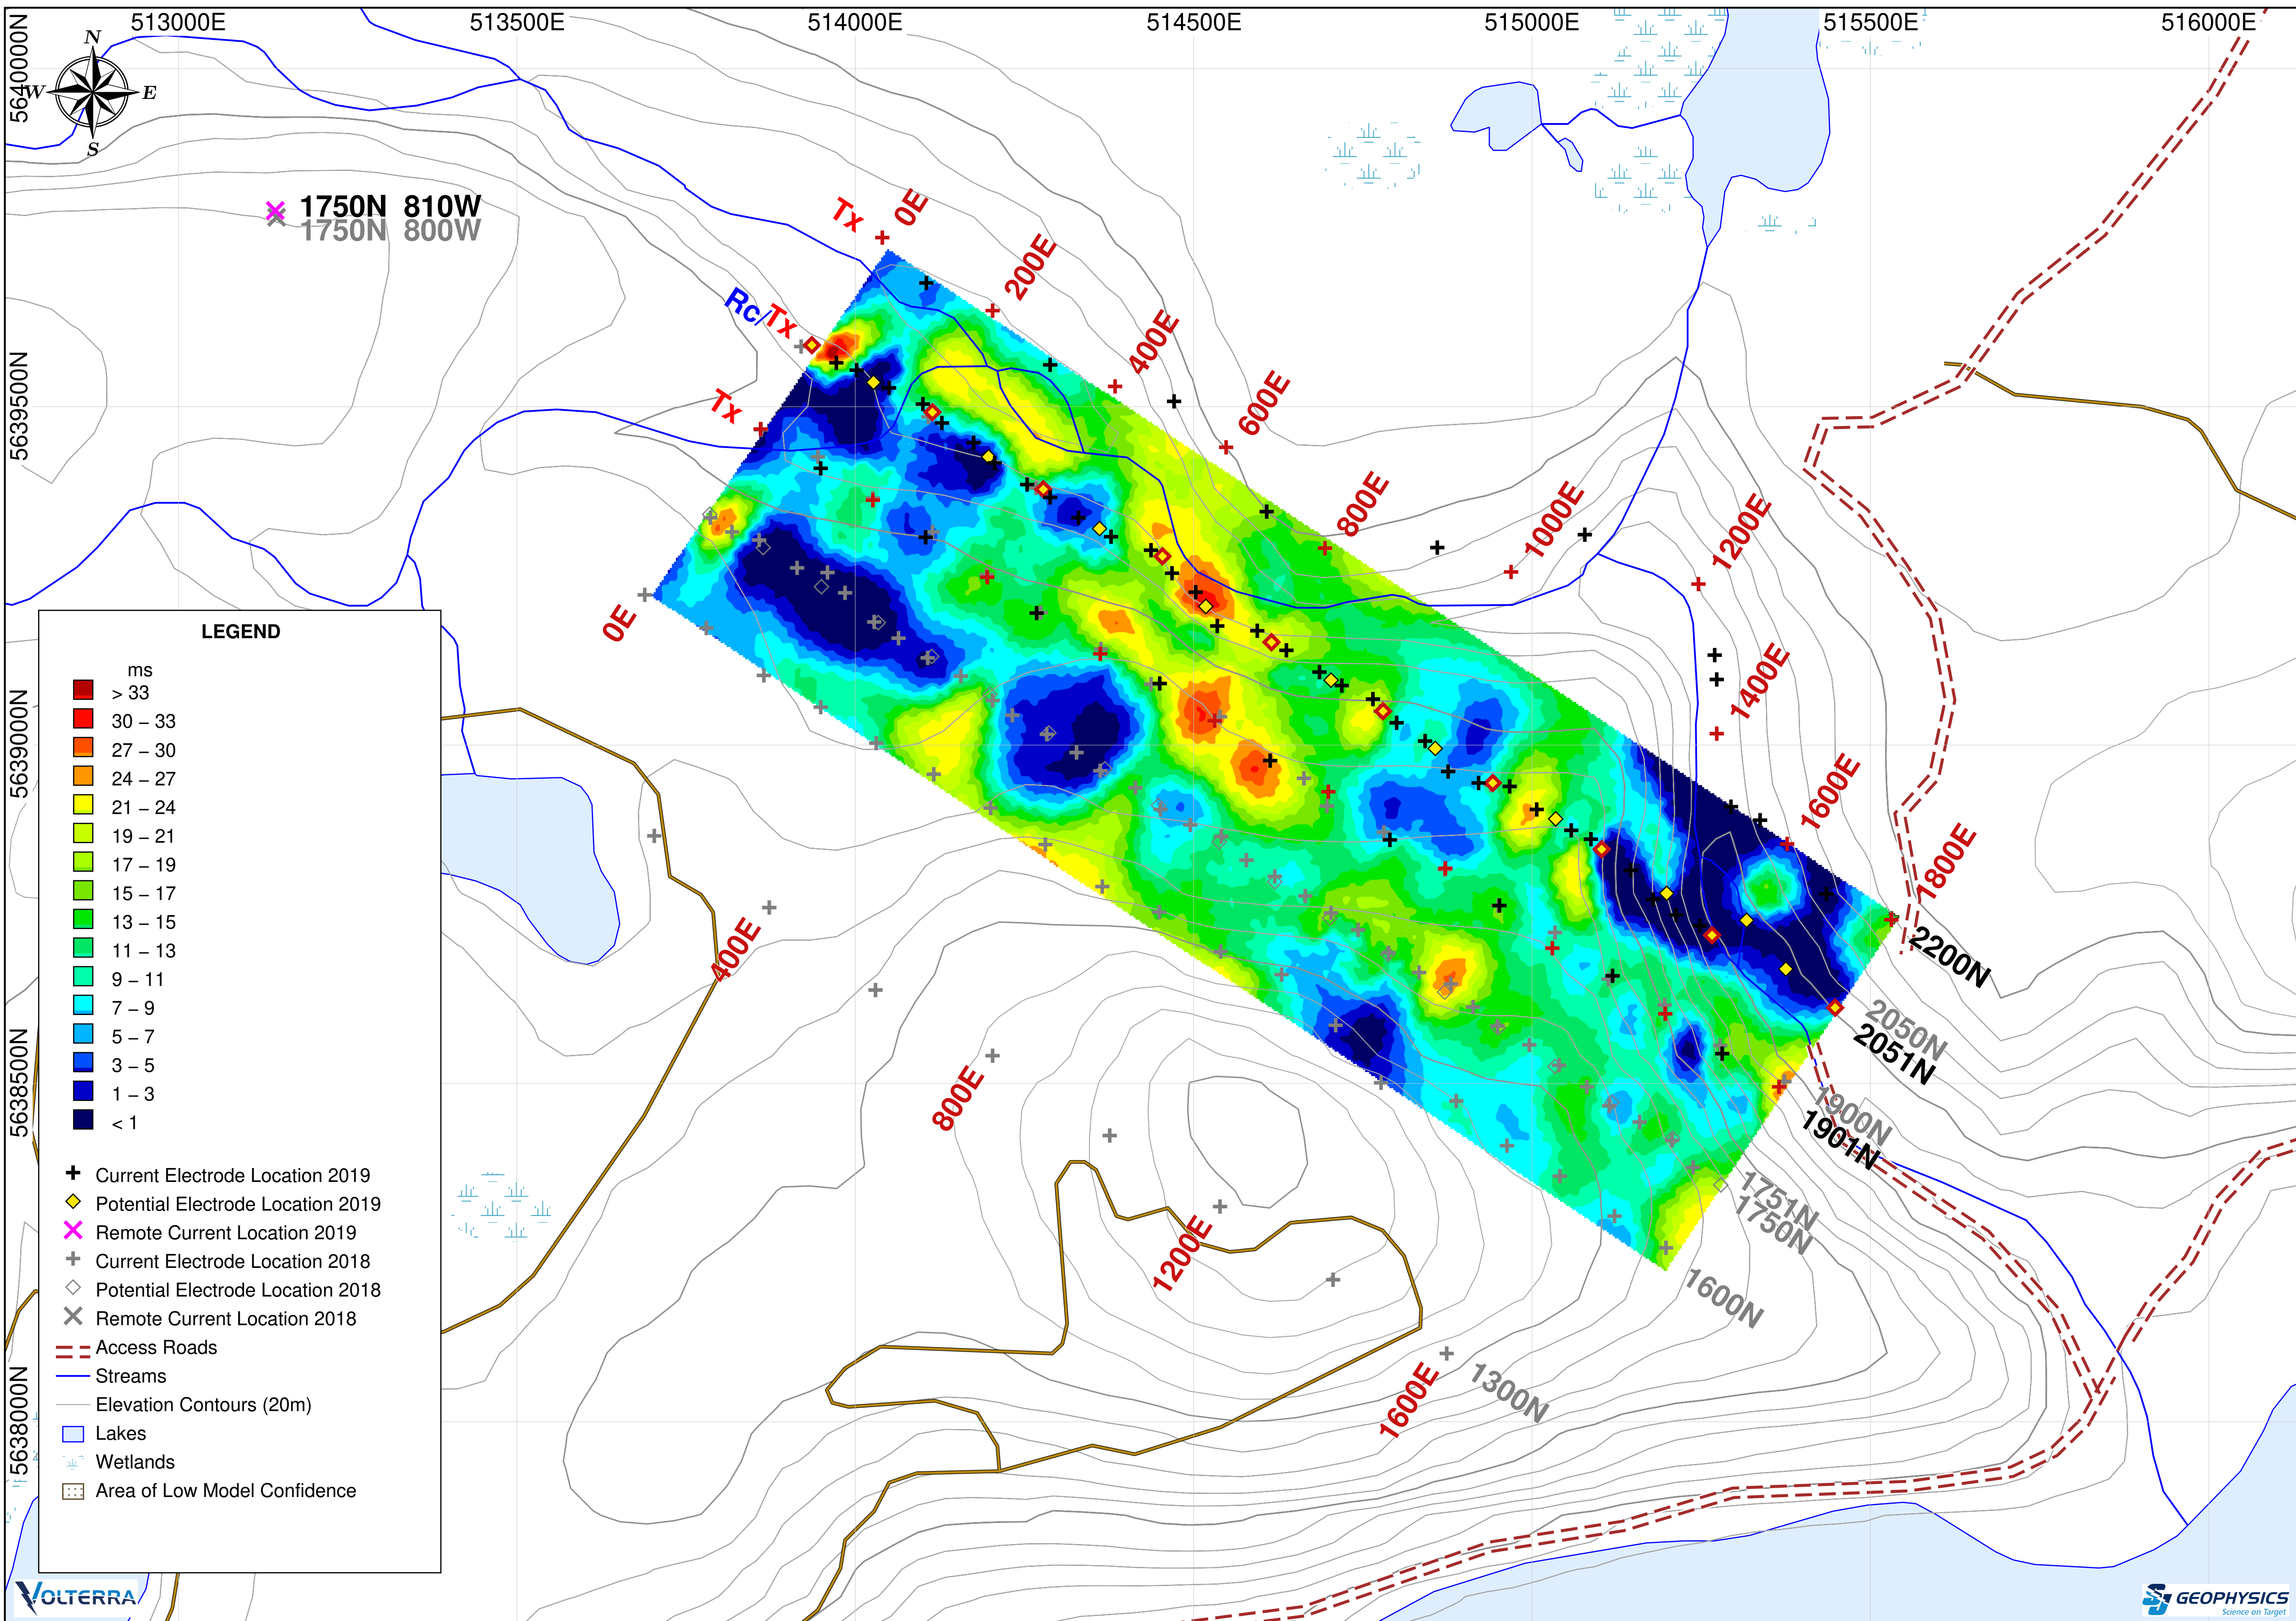 513000E 513500E 514000E 514500E 515000E 515500E 516000E
5640000N
5639500N
5639000N
5638500N
5638000N
N
W E
S
1750N 810W
1750N 800W
Tx 0E
Rc/Tx 200E
Tx 400E
600E
800E
1000E
1200E
1400E
1600E
1800E
0E
400E
800E
1200E
1600E
2200N
2050N
2051N
1900N
1901N
1751N
1750N
1600N
1300N
LEGEND
ms
> 33
30 – 33
27 – 30
24 – 27
21 – 24
19 – 21
17 – 19
15 – 17
13 – 15
11 – 13
9 – 11
7 – 9
5 – 7
3 – 5
1 – 3
< 1
Current Electrode Location 2019
Potential Electrode Location 2019
Remote Current Location 2019
Current Electrode Location 2018
Potential Electrode Location 2018
Remote Current Location 2018
Access Roads
Streams
Elevation Contours (20m)
Lakes
Wetlands
Area of Low Model Confidence
VOLTERRA
SJ GEOPHYSICS
Science on Target